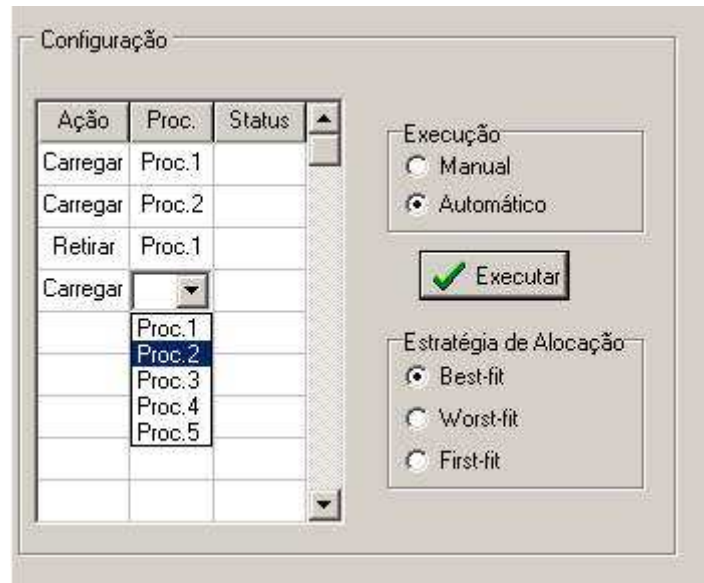 Configuração
Ação Proc. Status
Carregar Proc.1
Carregar Proc.2
Retirar Proc.1
Carregar
Proc.1
Proc.2
Proc.3
Proc.4
Proc.5
Execução
Manual
Automático
Executar
Estratégia de Alocação
Best-fit
Worst-fit
First-fit